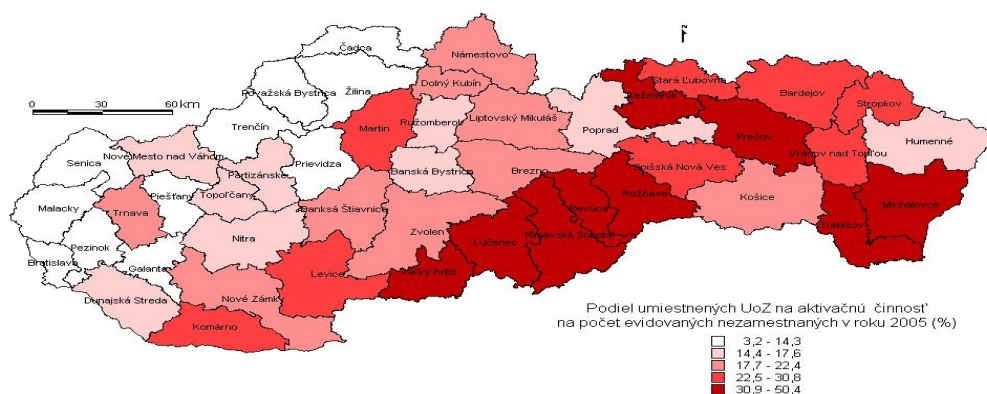 Čadca
Námestovo
Dolný Kubín
Považská Bystrica
Žilina
Stará Ľubovňa
Kežmarok
Bardejov
Stropkov
0 30 60 km
Trenčín
Martin
Ružomberok
Liptovský Mikuláš
Poprad
Prešov
Humenné
Senica
Nové Mesto nad Váhom
Prievidza
Partizánske
Banská Bystrica
Brezno
Spišská Nová Ves
Vranov nad Topľou
Malacky
Trnava
Piešťany
Topoľčany
Banksá Štiavnica
Revúca
Rožňava
Košice
Michalovce
Trebišov
Pezinok
Nitra
Zvolen
Lučenec
Rimavská Sobota
Bratislava
Galanta
Levice
Veľký Krtíš
Dunajská Streda
Nové Zámky
Komárno
Podiel umiestnených UoZ na aktivačnú činnosť
na počet evidovaných nezamestnaných v roku 2005 (%)
3,2 - 14,3
14,4 - 17,6
17,7 - 22,4
22,5 - 30,8
30,9 - 50,4